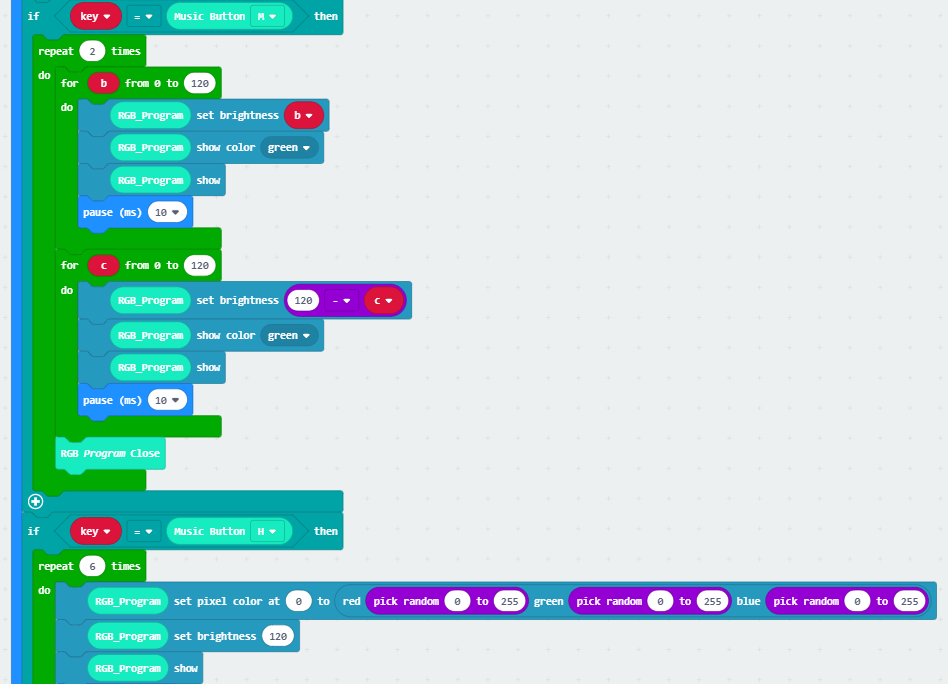 if key = Music Button M then
repeat 2 times
do for b from 0 to 120
do RGB_Program set brightness b
RGB_Program show color green
RGB_Program show
pause (ms) 10
for c from 0 to 120
do RGB_Program set brightness 120 - c
RGB_Program show color green
RGB_Program show
pause (ms) 10
RGB Program Close
if key = Music Button H then
repeat 6 times
do RGB_Program set pixel color at 0 to red pick random 0 to 255 green pick random 0 to 255 blue pick random 0 to 255
RGB_Program set brightness 120
RGB_Program show